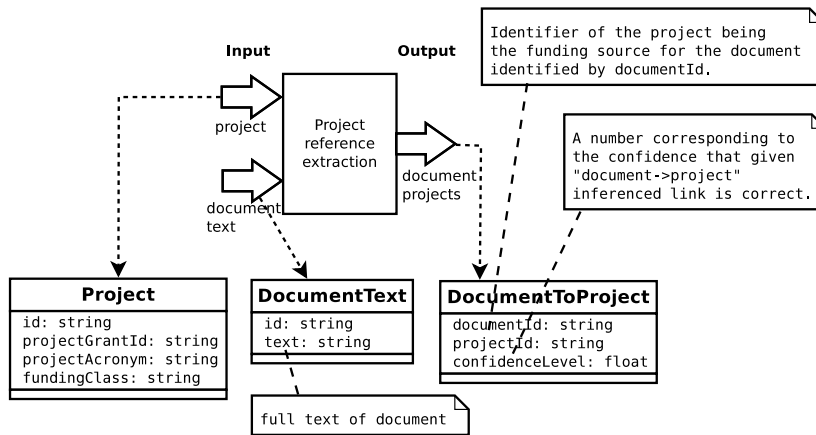 Input
Output
project
document
text
Project
reference
extraction
document
projects
Identifier of the project being
the funding source for the document
identified by documentId.
A number corresponding to
the confidence that given
"document->project"
inferenced link is correct.
Project
id: string
projectGrantId: string
projectAcronym: string
fundingClass: string
DocumentText
id: string
text: string
DocumentToProject
documentId: string
projectId: string
confidenceLevel: float
full text of document